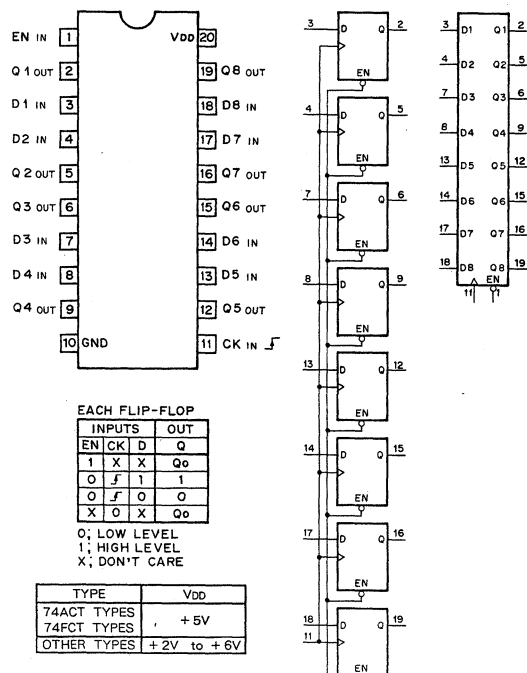 EN IN 1
VDD 20
Q1 OUT 2
19 Q8 OUT
D1 IN 3
18 D8 IN
D2 IN 4
17 D7 IN
Q2 OUT 5
16 Q7 OUT
Q3 OUT 6
15 Q6 OUT
D3 IN 7
14 D6 IN
D4 IN 8
13 D5 IN
Q4 OUT 9
12 Q5 OUT
10 GND
11 CK IN
EACH FLIP-FLOP
INPUTS OUT
EN CK D Q
1 X X Qo
0 1 1
0 0 0
X 0 X Qo
0; LOW LEVEL
1; HIGH LEVEL
X; DON'T CARE
TYPE VDD
74ACT TYPES
74FCT TYPES
+5V
OTHER TYPES +2V to +6V
3 D Q 2
EN
4 D Q 5
EN
7 D Q 6
EN
8 D Q 9
EN
13 D Q 12
EN
14 D Q 15
EN
17 D Q 16
EN
18 D Q 19
11
EN
3 D1 Q1 2
4 D2 Q2 5
7 D3 Q3 6
8 D4 Q4 9
13 D5 Q5 12
14 D6 Q6 15
17 D7 Q7 16
18 D8 Q8 19
EN
11 1